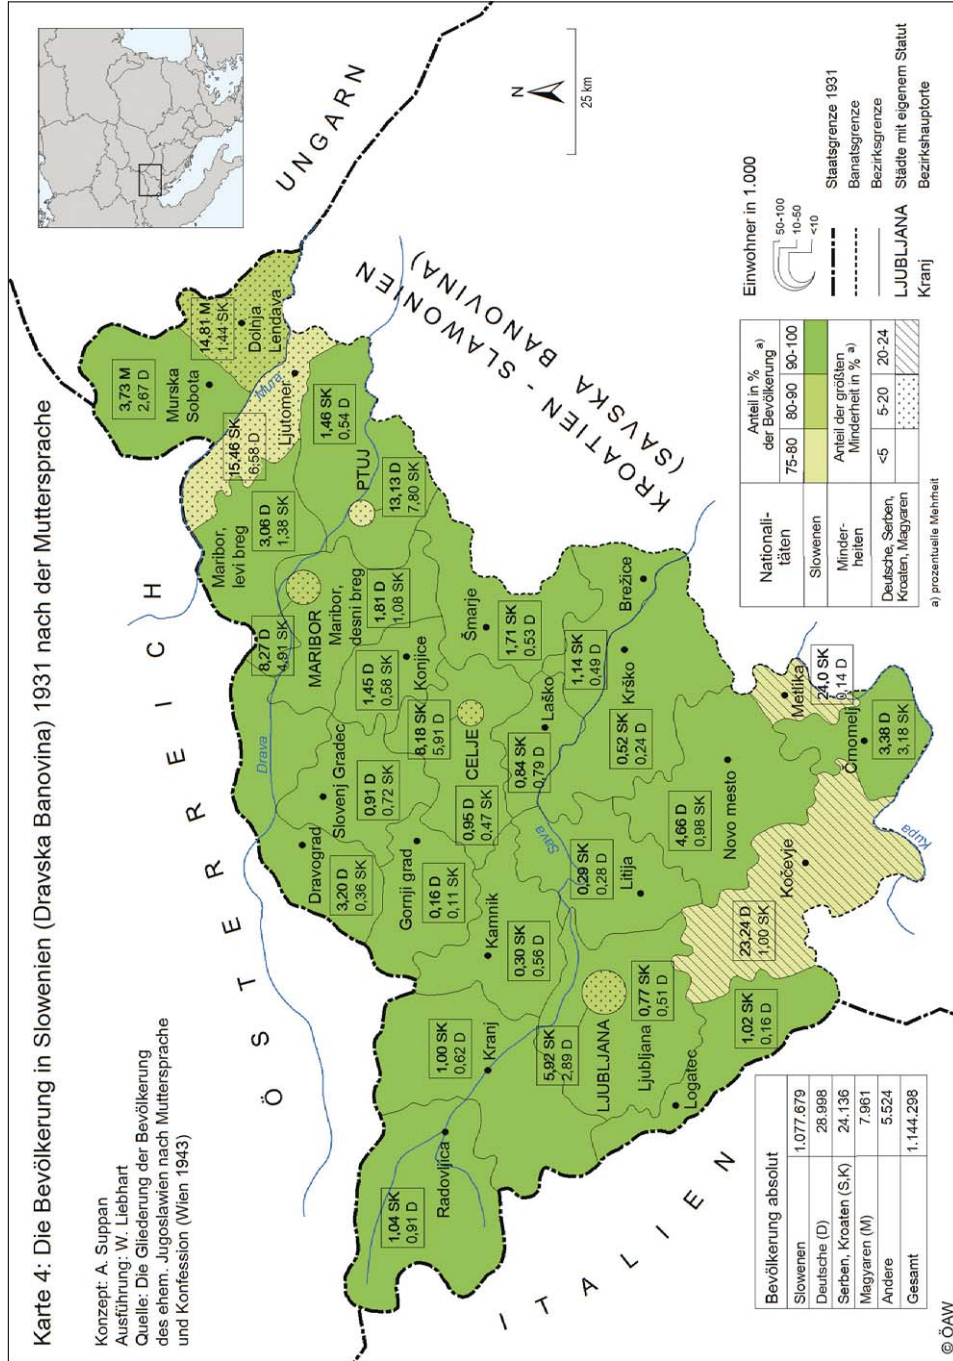 Karte 4: Die Bevölkerung in Slowenien (Dravska Banovina) 1931 nach der Muttersprache
Konzept: A. Suppan
Ausführung: W. Liebhart
Quelle: Die Gliederung der Bevölkerung
des ehem. Jugoslawien nach Muttersprache
und Konfession (Wien 1943)
ÖSTERREICH
UNGARN
ITALIEN
KROATIEN - SLAWONIEN
(SAVSKA BANOVINA)
N
25 km
3,73 M
2,67 D
Murska
Sobota
14,81 M
1,44 SK
Dolnja
Lendava
Mura
15,46 SK
6,58 D
Ljutomer
1,46 SK
0,54 D
PTUJ
13,13 D
7,80 SK
Maribor,
levi breg
3,06 D
1,38 SK
8,27 D
4,91 SK
MARIBOR
Maribor,
desni breg
1,81 D
1,08 SK
Drava
Dravograd
3,20 D
0,36 SK
Slovenj Gradec
0,91 D
0,72 SK
1,45 D
0,58 SK
Konjice
Šmarje
1,71 SK
0,53 D
8,18 SK
5,91 D
CELJE
0,95 D
0,47 SK
Gornji grad
0,16 D
0,11 SK
Laško
0,84 SK
0,79 D
1,14 SK
0,49 D
Brežice
Krško
0,52 SK
0,24 D
Sava
Kamnik
0,30 SK
0,56 D
0,29 SK
0,28 D
Litija
1,00 SK
0,62 D
Kranj
Radovljica
1,04 SK
0,91 D
5,92 SK
2,89 D
LJUBLJANA
Ljubljana
0,77 SK
0,51 D
Logatec
1,02 SK
0,16 D
4,66 D
0,98 SK
Novo mesto
23,24 D
1,00 SK
Kočevje
Metlika
24,0 SK
0,14 D
Črnomelj
3,38 D
3,18 SK
Kupa
Bevölkerung absolut
Slowenen 1.077.679
Deutsche (D) 28.998
Serben, Kroaten (S,K) 24.136
Magyaren (M) 7.961
Andere 5.524
Gesamt 1.144.298
Nationali-
täten
Anteil in %
der Bevölkerung a)
75-80 80-90 90-100
Slowenen
Minder-
heiten
Anteil der größten
Minderheit in % a)
<5 5-20 20-24
Deutsche, Serben,
Kroaten, Magyaren
a) prozentuelle Mehrheit
Einwohner in 1.000
50-100
10-50
<10
Staatsgrenze 1931
Banatsgrenze
Bezirksgrenze
LJUBLJANA Städte mit eigenem Statut
Kranj Bezirkshauptorte
© ÖAW